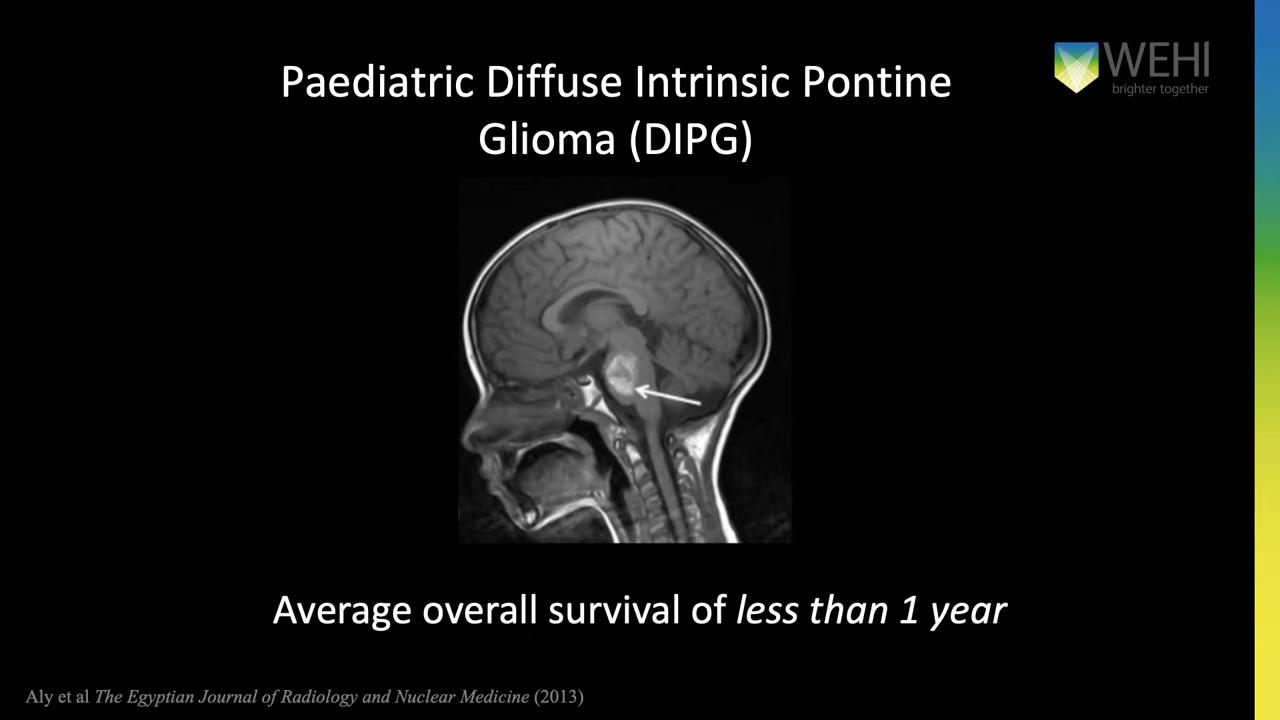 WEHI
brighter together
Paediatric Diffuse Intrinsic Pontine
Glioma (DIPG)
Average overall survival of less than 1 year
Aly et al The Egyptian Journal of Radiology and Nuclear Medicine (2013)